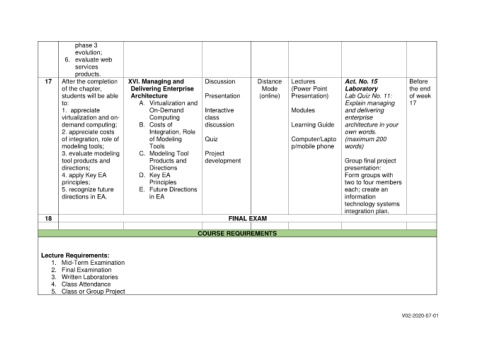 phase 3
evolution;
6. evaluate web
services
products.
17
After the completion
of the chapter,
students will be able
to:
1. appreciate
virtualization and on-
demand computing;
2. appreciate costs
of integration, role of
modeling tools;
3. evaluate modeling
tool products and
directions;
4. apply Key EA
principles;
5. recognize future
directions in EA.
XVI. Managing and
Delivering Enterprise
Architecture
A. Virtualization and
On-Demand
Computing
B. Costs of
Integration, Role
of Modeling
Tools
C. Modeling Tool
Products and
Directions
D. Key EA
Principles
E. Future Directions
in EA
Discussion
Presentation
Interactive
class
discussion
Quiz
Project
development
Distance
Mode
(online)
Lectures
(Power Point
Presentation)
Modules
Learning Guide
Computer/Lapto
p/mobile phone
Act. No. 15
Laboratory
Lab Quiz No. 11:
Explain managing
and delivering
enterprise
architecture in your
own words.
(maximum 200
words)
Group final project
presentation:
Form groups with
two to four members
each; create an
information
technology systems
integration plan.
Before
the end
of week
17
18
FINAL EXAM
COURSE REQUIREMENTS
Lecture Requirements:
1. Mid-Term Examination
2. Final Examination
3. Written Laboratories
4. Class Attendance
5. Class or Group Project
V02-2020-07-01